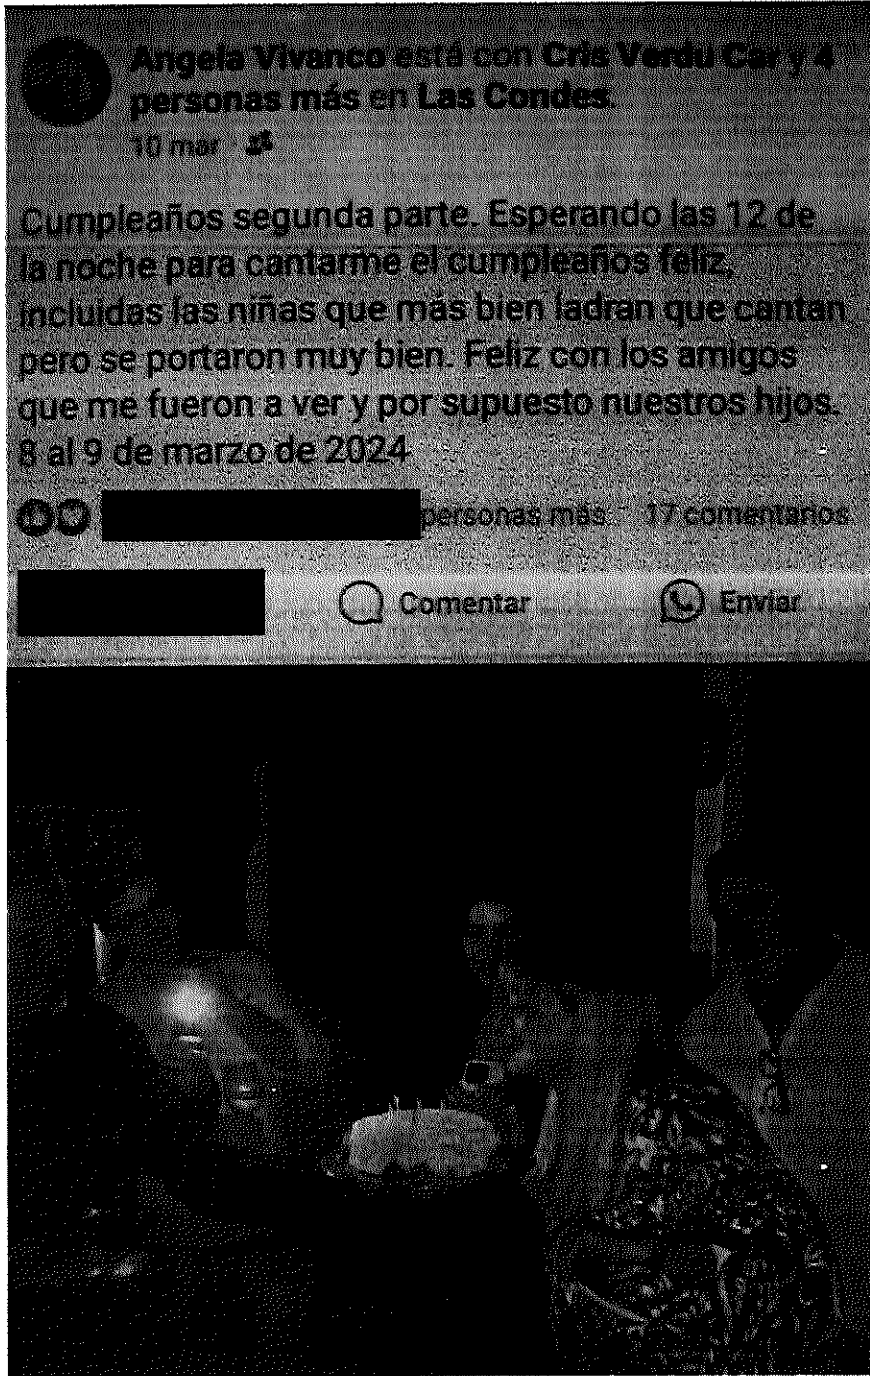 Angela Vivanco está con Cris Verdu Car y 4
personas más en Las Condes.
10 mar
Cumpleaños segunda parte. Esperando las 12 de
la noche para cantarme el cumpleaños feliz,
incluidas las niñas que más bien ladran que cantan
pero se portaron muy bien. Feliz con los amigos
que me fueron a ver y por supuesto nuestros hijos.
8 al 9 de marzo de 2024
personas más 17 comentarios
Comentar Enviar